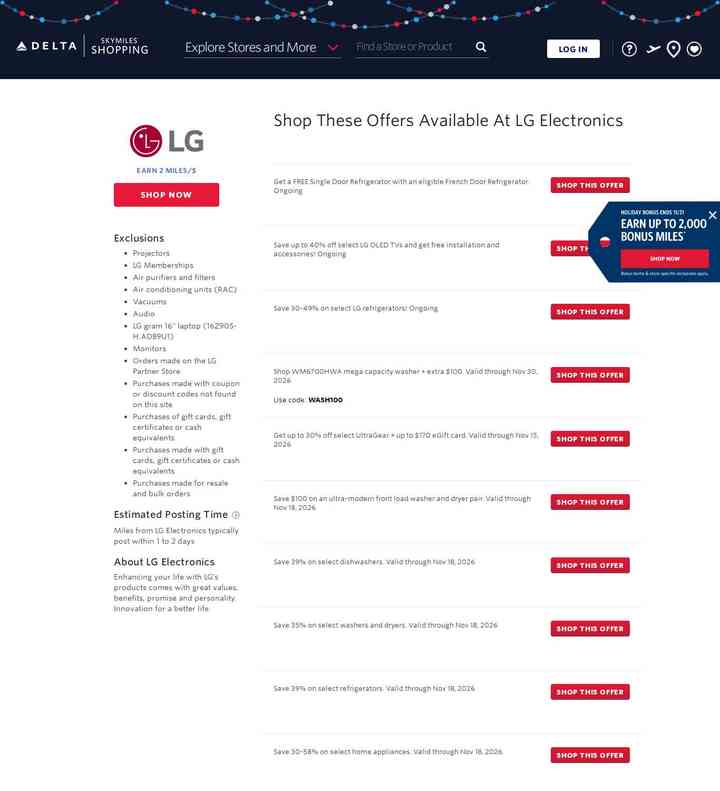 DELTA
SKYMILES
SHOPPING
Explore Stores and More
Find a Store or Product
LOG IN
LG
EARN 2 MILES/$
SHOP NOW
Exclusions
Projectors
LG Memberships
Air purifiers and filters
Air conditioning units (RAC)
Vacuums
Audio
LG gram 16" laptop (16Z90S-
H.ADB9U1)
Monitors
Orders made on the LG
Partner Store
Purchases made with coupon
or discount codes not found
on this site
Purchases of gift cards, gift
certificates or cash
equivalents
Purchases made with gift
cards, gift certificates or cash
equivalents
Purchases made for resale
and bulk orders
Estimated Posting Time
Miles from LG Electronics typically
post within 1 to 2 days
About LG Electronics
Enhancing your life with LG's
products comes with great values,
benefits, promise and personality.
Innovation for a better life.
Shop These Offers Available At LG Electronics
Get a FREE Single Door Refrigerator with an eligible French Door Refrigerator.
Ongoing
SHOP THIS OFFER
Save up to 40% off select LG OLED TVs and get free installation and
accessories! Ongoing
SHOP TH
HOLIDAY BONUS ENDS 11/21
EARN UP TO 2,000
BONUS MILES*
SHOP NOW
Bonus terms & store-specific exclusions apply.
Save 30-49% on select LG refrigerators! Ongoing
SHOP THIS OFFER
Shop WM6700HWA mega capacity washer + extra $100. Valid through Nov 30,
2026
Use code: WASH100
SHOP THIS OFFER
Get up to 30% off select UltraGear + up to $170 eGift card. Valid through Nov 15,
2026
SHOP THIS OFFER
Save $100 on an ultra-modern front load washer and dryer pair. Valid through
Nov 18, 2026
SHOP THIS OFFER
Save 39% on select dishwashers. Valid through Nov 18, 2026
SHOP THIS OFFER
Save 35% on select washers and dryers. Valid through Nov 18, 2026
SHOP THIS OFFER
Save 39% on select refrigerators. Valid through Nov 18, 2026
SHOP THIS OFFER
Save 30-58% on select home appliances. Valid through Nov 18, 2026
SHOP THIS OFFER